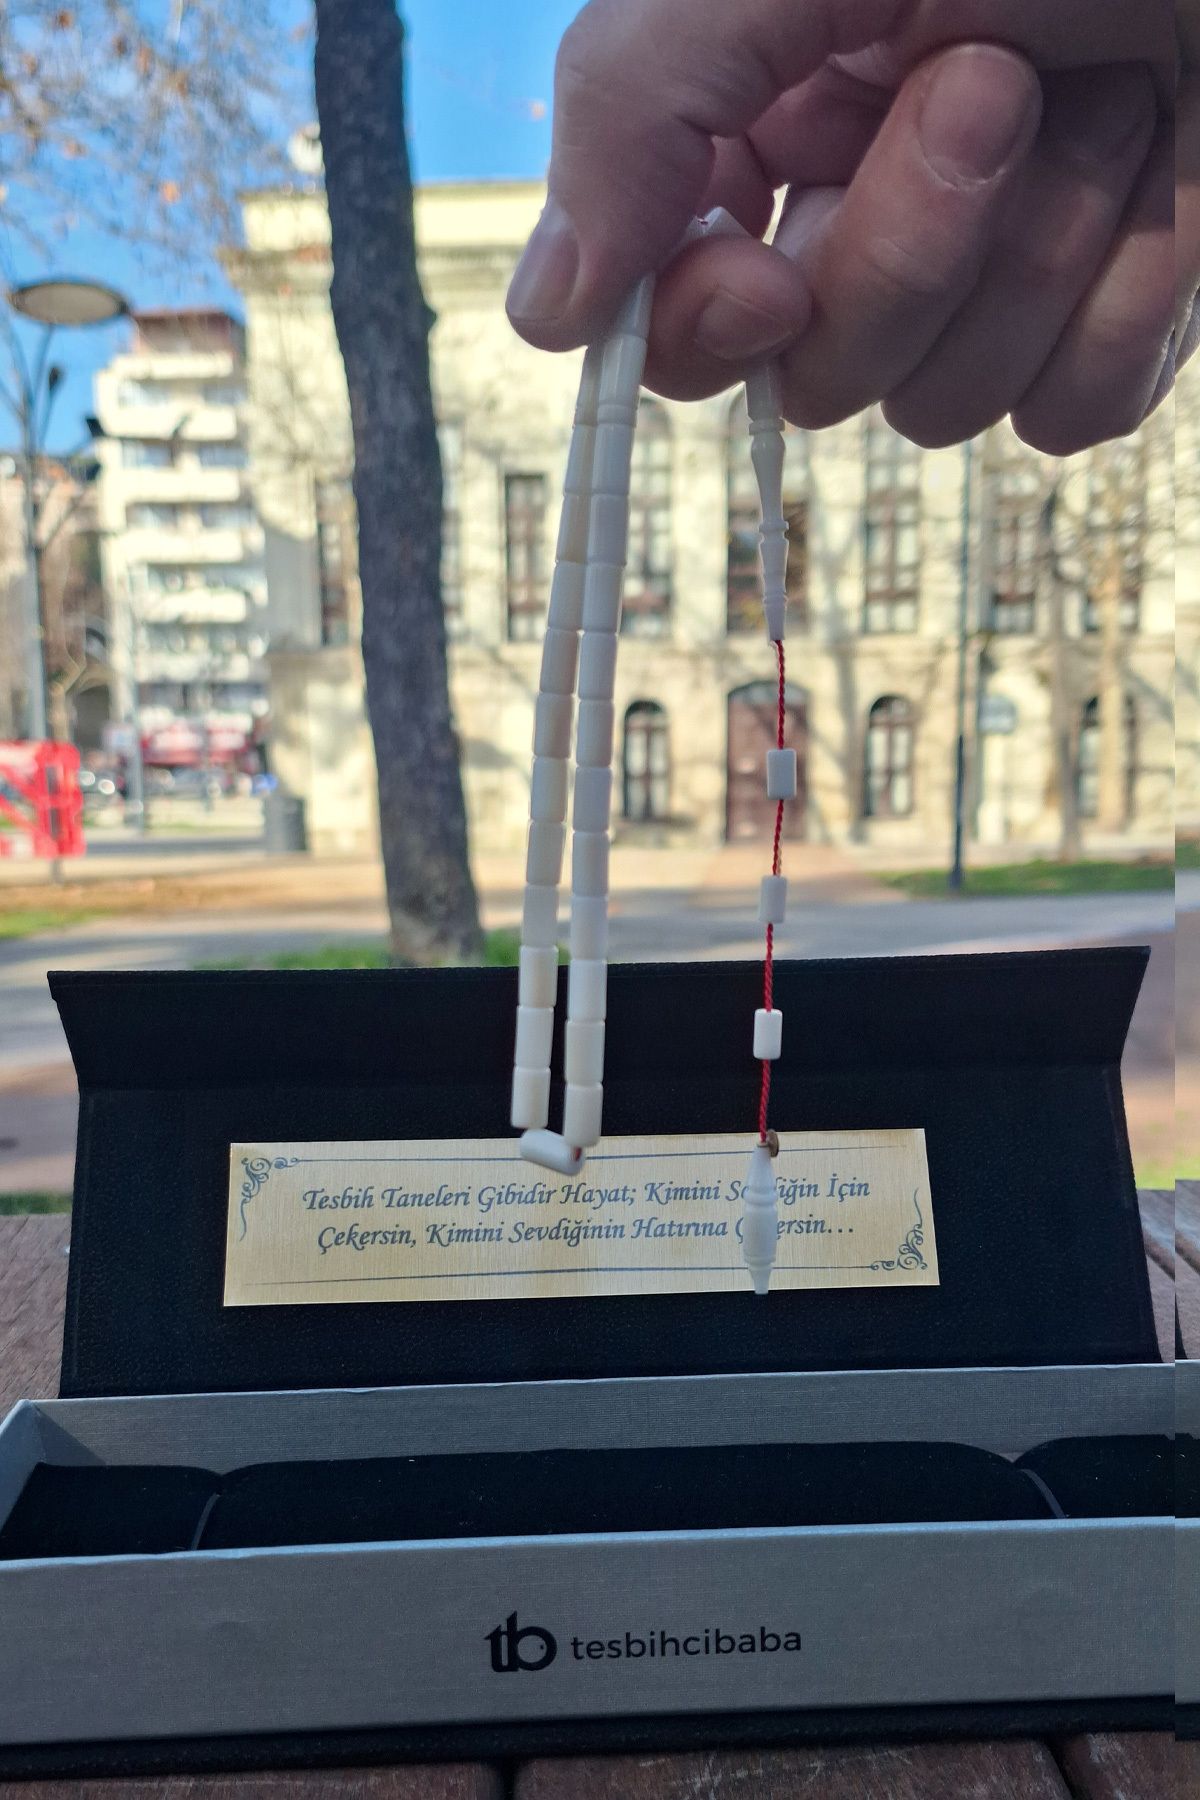 Tesbih Taneleri Gibidir Hayat; Kimini İçin
Çekersin, Kimini Sevdiğinin Hatırına
tb tesbihcibaba